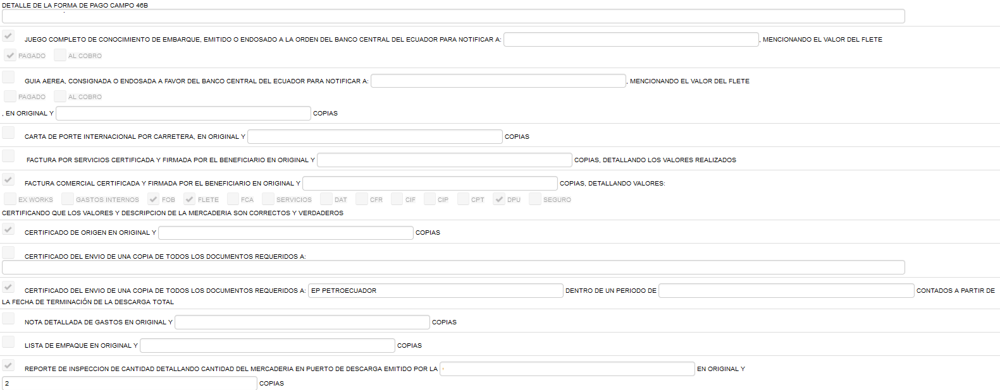 DETALLE DE LA FORMA DE PAGO CAMPO 46B
JUEGO COMPLETO DE CONOCIMIENTO DE EMBARQUE, EMITIDO O ENDOSADO A LA ORDEN DEL BANCO CENTRAL DEL ECUADOR PARA NOTIFICAR A: , MENCIONANDO EL VALOR DEL FLETE
PAGADO AL COBRO
GUIA AEREA, CONSIGNADA O ENDOSADA A FAVOR DEL BANCO CENTRAL DEL ECUADOR PARA NOTIFICAR A: , MENCIONANDO EL VALOR DEL FLETE
PAGADO AL COBRO
, EN ORIGINAL Y COPIAS
CARTA DE PORTE INTERNACIONAL POR CARRETERA, EN ORIGINAL Y COPIAS
FACTURA POR SERVICIOS CERTIFICADA Y FIRMADA POR EL BENEFICIARIO EN ORIGINAL Y COPIAS, DETALLANDO LOS VALORES REALIZADOS
FACTURA COMERCIAL CERTIFICADA Y FIRMADA POR EL BENEFICIARIO EN ORIGINAL Y COPIAS, DETALLANDO VALORES:
EX WORKS GASTOS INTERNOS FOB FLETE FCA SERVICIOS DAT CFR CIF CIP CPT DPU SEGURO
CERTIFICANDO QUE LOS VALORES Y DESCRIPCION DE LA MERCADERIA SON CORRECTOS Y VERDADEROS
CERTIFICADO DE ORIGEN EN ORIGINAL Y COPIAS
CERTIFICADO DEL ENVIO DE UNA COPIA DE TODOS LOS DOCUMENTOS REQUERIDOS A:
CERTIFICADO DEL ENVIO DE UNA COPIA DE TODOS LOS DOCUMENTOS REQUERIDOS A: EP PETROECUADOR DENTRO DE UN PERIODO DE CONTADOS A PARTIR DE
LA FECHA DE TERMINACIÓN DE LA DESCARGA TOTAL
NOTA DETALLADA DE GASTOS EN ORIGINAL Y COPIAS
LISTA DE EMPAQUE EN ORIGINAL Y COPIAS
REPORTE DE INSPECCION DE CANTIDAD DETALLANDO CANTIDAD DEL MERCADERIA EN PUERTO DE DESCARGA EMITIDO POR LA EN ORIGINAL Y
2 COPIAS